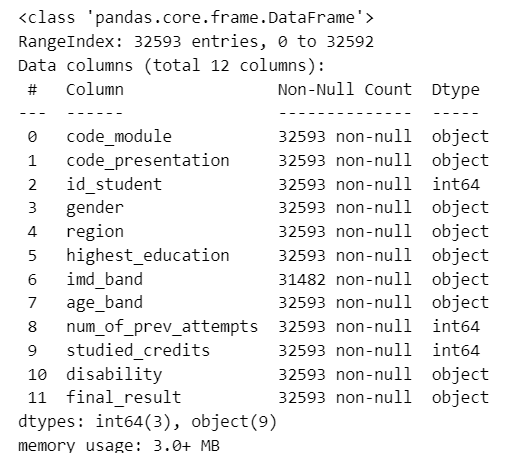 <class 'pandas.core.frame.DataFrame'>
RangeIndex: 32593 entries, 0 to 32592
Data columns (total 12 columns):
 #   Column                Non-Null Count  Dtype
---  ------                --------------  -----
 0   code_module           32593 non-null  object
 1   code_presentation     32593 non-null  object
 2   id_student            32593 non-null  int64
 3   gender                32593 non-null  object
 4   region                32593 non-null  object
 5   highest_education     32593 non-null  object
 6   imd_band              31482 non-null  object
 7   age_band              32593 non-null  object
 8   num_of_prev_attempts  32593 non-null  int64
 9   studied_credits       32593 non-null  int64
 10  disability            32593 non-null  object
 11  final_result          32593 non-null  object
dtypes: int64(3), object(9)
memory usage: 3.0+ MB